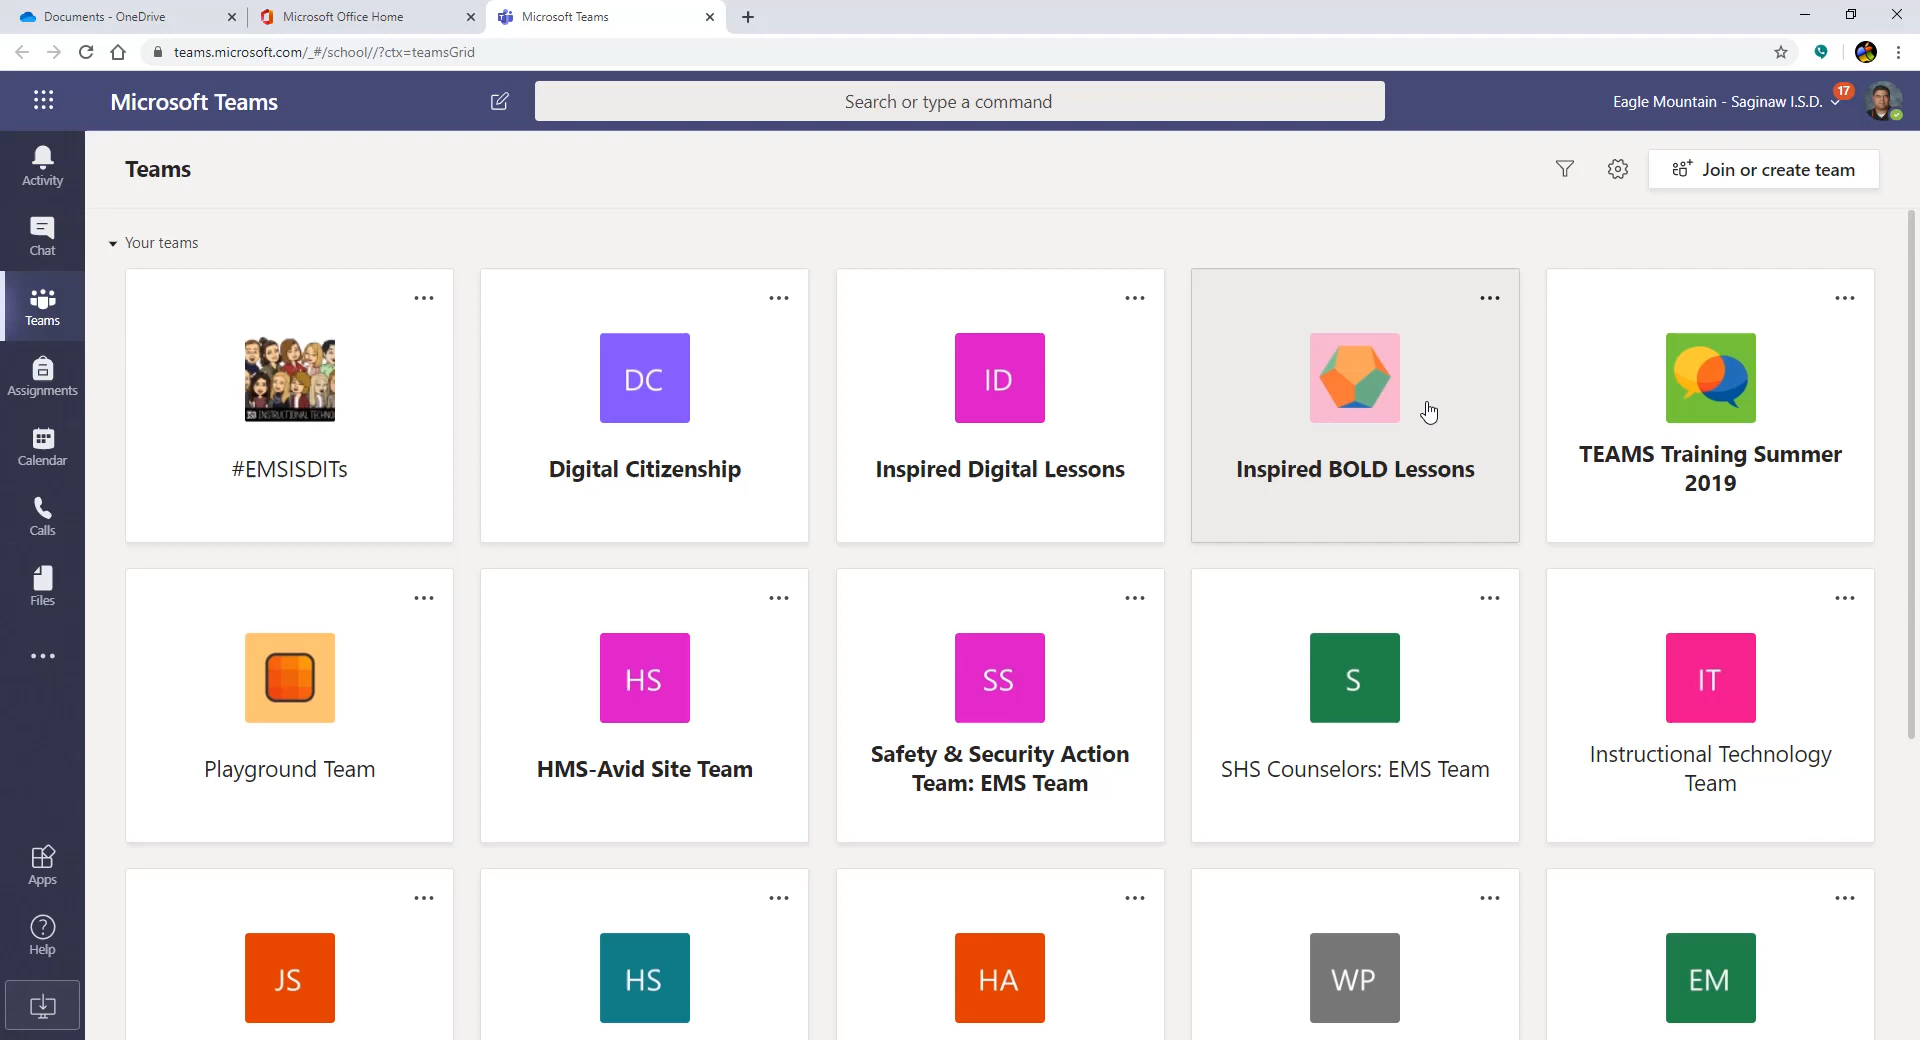 Documents - OneDrive
Microsoft Office Home
Microsoft Teams
teams.microsoft.com/_#/school//?ctx=teamsGrid
Microsoft Teams
Search or type a command
Eagle Mountain - Saginaw I.S.D.
17
Activity
Chat
Teams
Assignments
Calendar
Calls
Files
Apps
Help
Teams
Join or create team
Your teams
INSTRUCTIONAL TECHNO
#EMSISDITs
DC
Digital Citizenship
ID
Inspired Digital Lessons
Inspired BOLD Lessons
TEAMS Training Summer
2019
Playground Team
HS
HMS-Avid Site Team
SS
Safety & Security Action
Team: EMS Team
S
SHS Counselors: EMS Team
IT
Instructional Technology
Team
JS
HS
HA
WP
EM